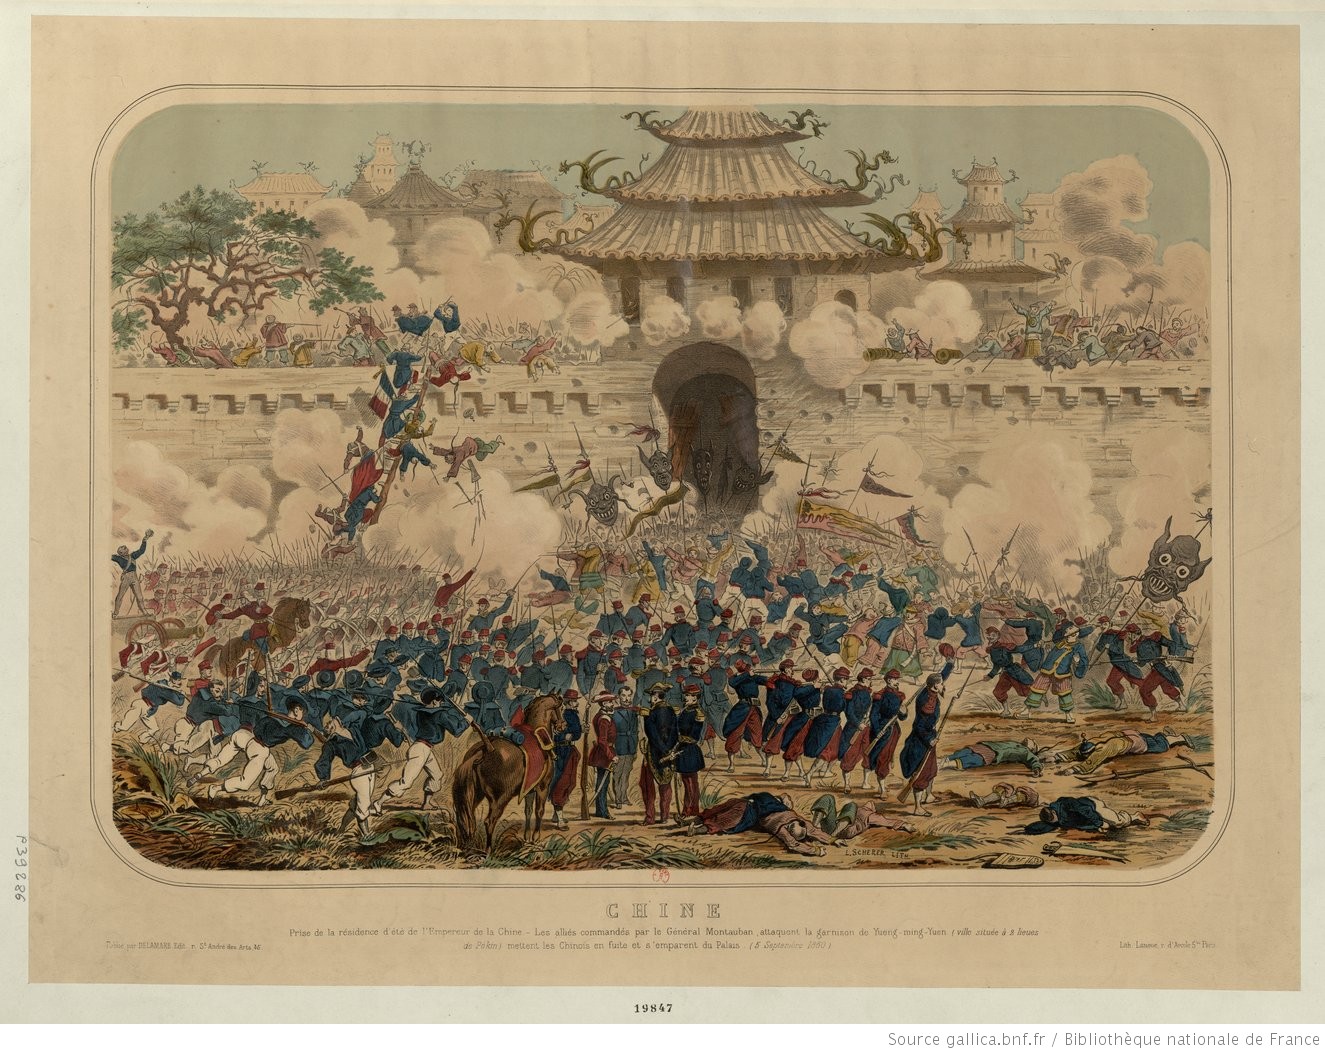 L. SCHERER LITH.
CHINE
Prise de la résidence d'été de l'Empereur de la Chine. - Les alliés commandés par le Général Montauban, attaquent la garnison de Yueng-ming-Yuen (ville située à 2 lieues
de Pékin) mettent les Chinois en fuite et s'emparent du Palais. (5 Septembre 1860)
par DELAMARE Edit. r. St André des Arts, 45
Lith. r. d'Arcole 5 Paris
P39286
19847
Source gallica.bnf.fr / Bibliothèque nationale de France